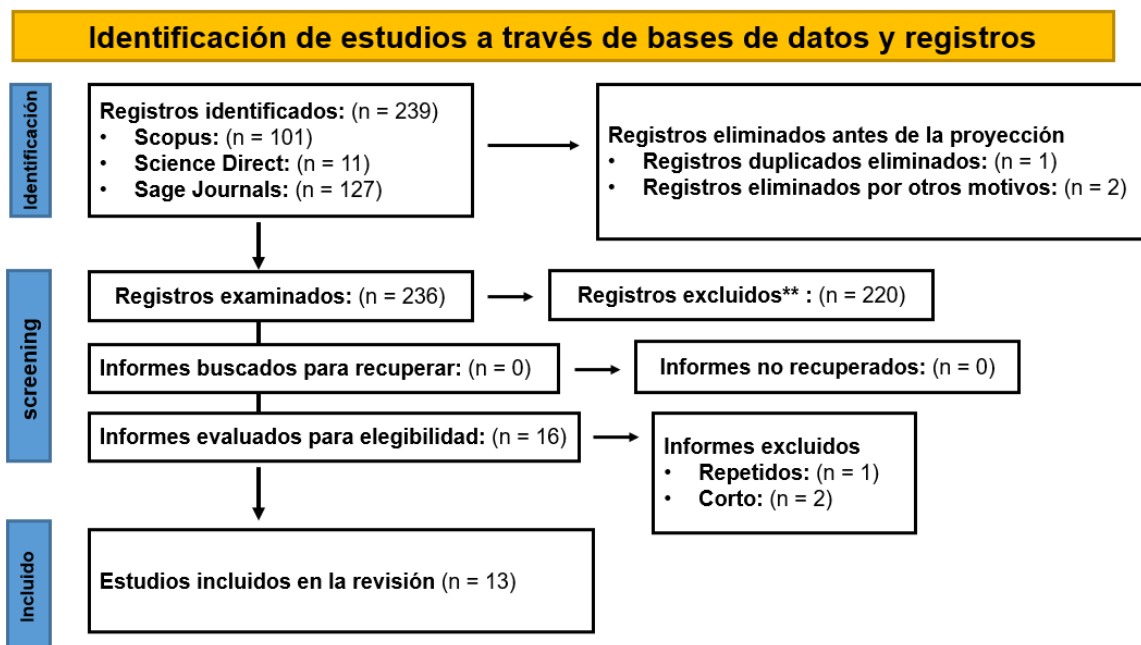 Identificación de estudios a través de bases de datos y registros
Identificación
Registros identificados: (n = 239)
• Scopus: (n = 101)
• Science Direct: (n = 11)
• Sage Journals: (n = 127)
Registros eliminados antes de la proyección
• Registros duplicados eliminados: (n = 1)
• Registros eliminados por otros motivos: (n = 2)
screening
Registros examinados: (n = 236)
Registros excluidos** : (n = 220)
Informes buscados para recuperar: (n = 0)
Informes no recuperados: (n = 0)
Informes evaluados para elegibilidad: (n = 16)
Informes excluidos
• Repetidos: (n = 1)
• Corto: (n = 2)
Incluido
Estudios incluidos en la revisión (n = 13)